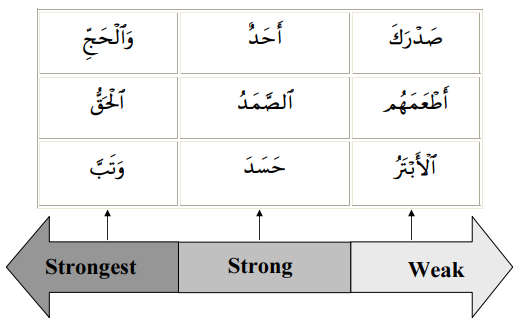 صَدْرَكَ أَحَدٌ وَٱلْحَجِّ
أَطْعَمَهُم ٱلصَّمَدُ ٱلْحَقُّ
ٱلْأَبْتَرُ حَسَدَ وَتَبَّ
Strongest Strong Weak